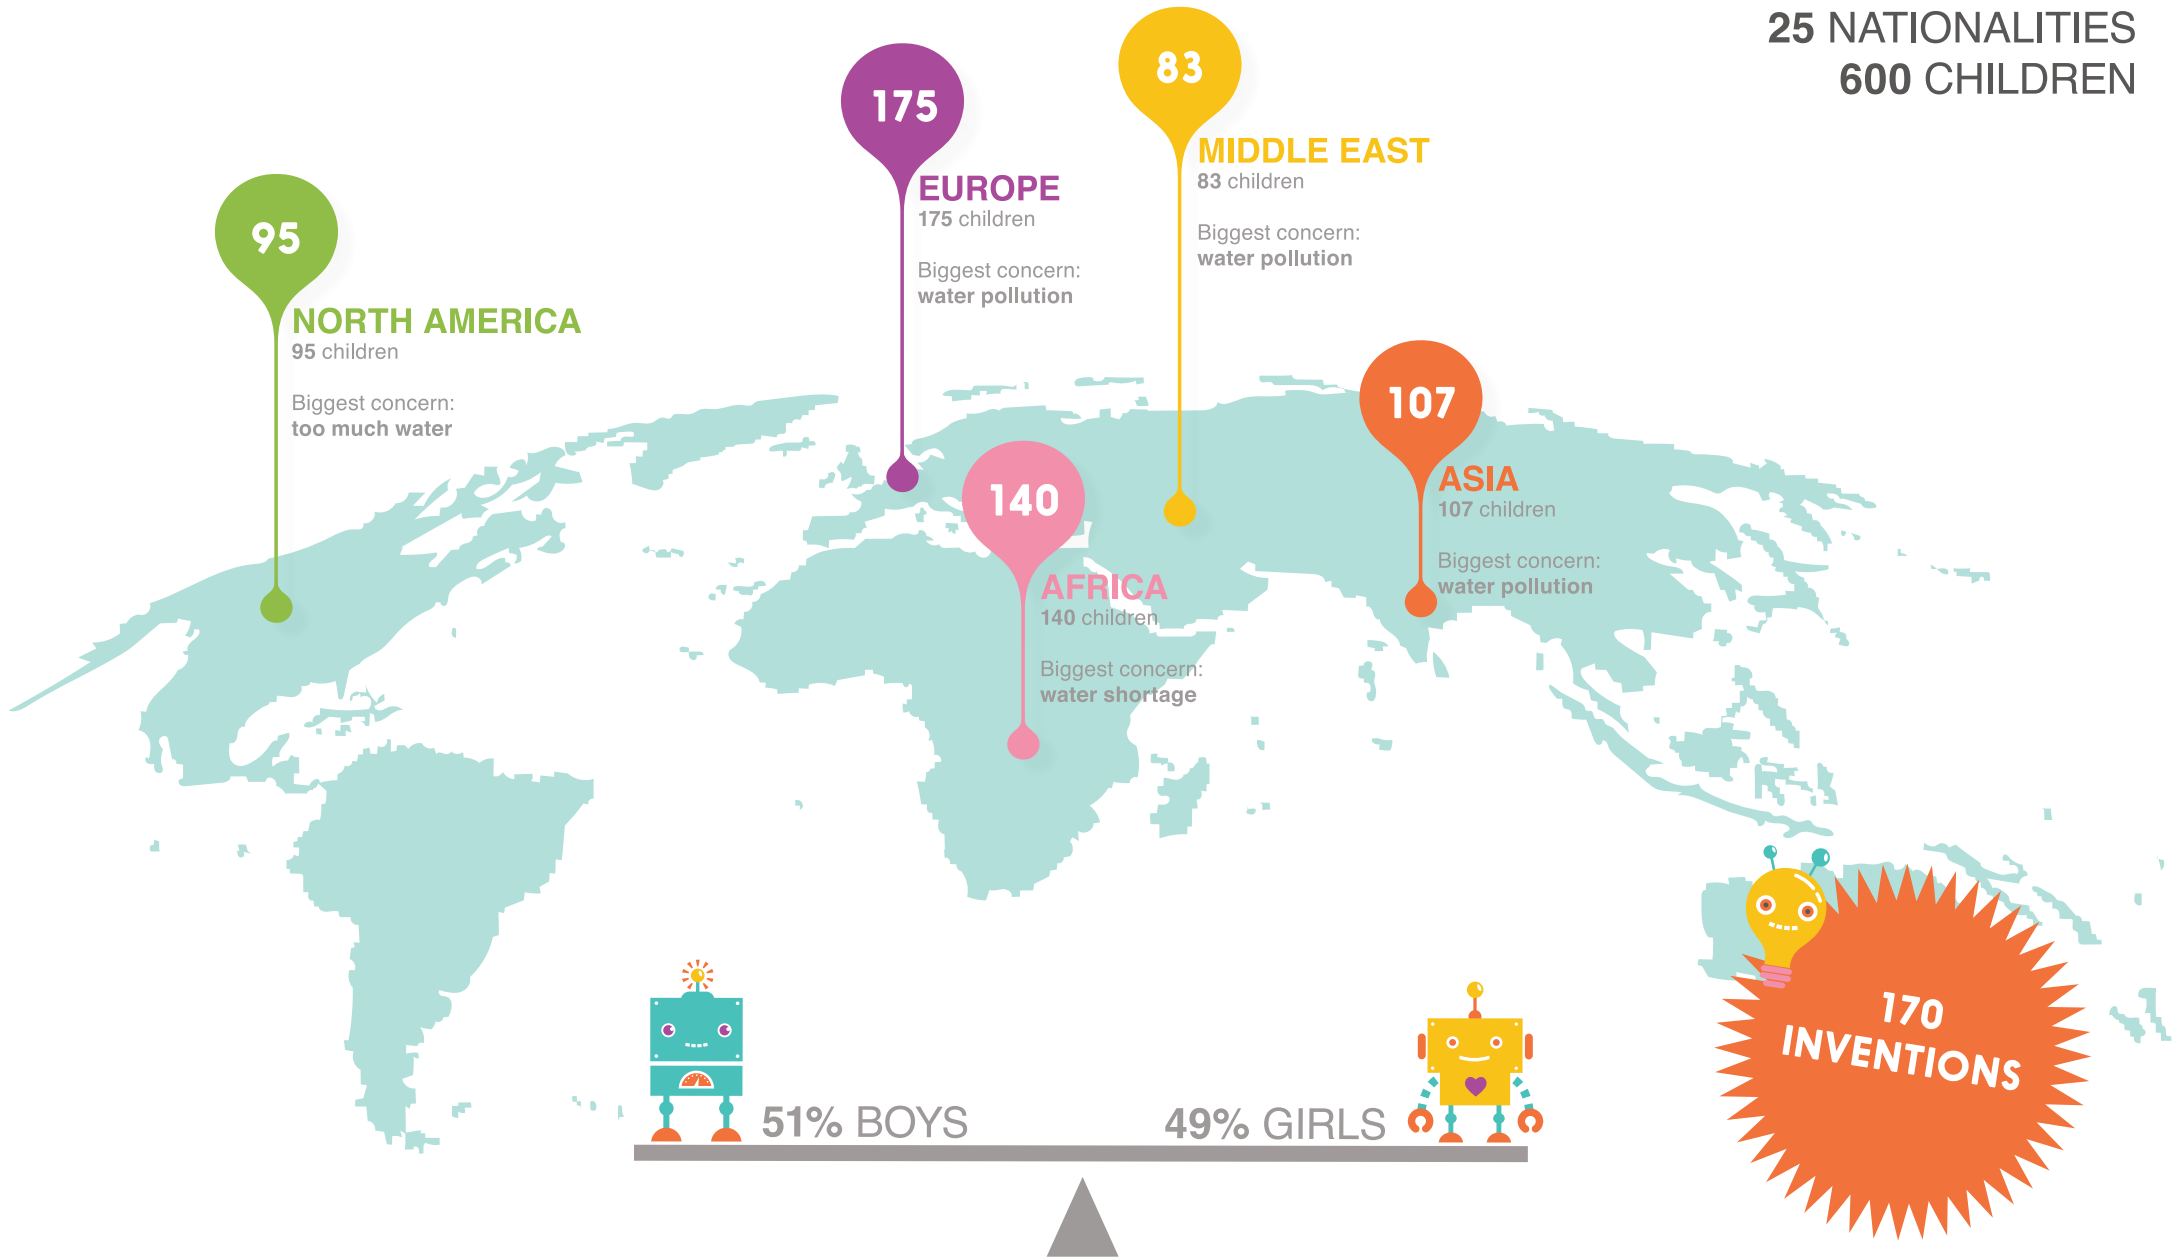 25 NATIONALITIES
600 CHILDREN
83
MIDDLE EAST
83 children
Biggest concern:
water pollution
175
EUROPE
175 children
Biggest concern:
water pollution
95
NORTH AMERICA
95 children
Biggest concern:
too much water
107
ASIA
107 children
Biggest concern:
water pollution
140
AFRICA
140 children
Biggest concern:
water shortage
170
INVENTIONS
51% BOYS
49% GIRLS